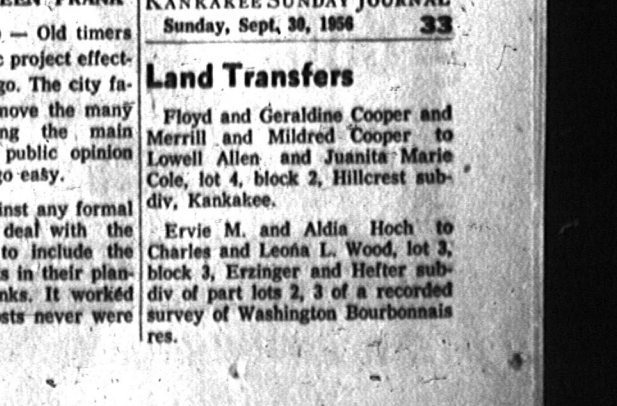 KANKAKEE SUNDAY JOURNAL
Sunday, Sept. 30, 1956 33
— Old timers
project effect-
go. The city fa-
move the many
ng the main
public opinion
o easy.
inst any formal
deal with the
to include the
s in their plan-
nks. It worked
sts never were
Land Transfers
Floyd and Geraldine Cooper and
Merrill and Mildred Cooper to
Lowell Allen and Juanita Marie
Cole, lot 4, block 2, Hillcrest sub-
div, Kankakee.
Ervie M. and Aldia Hoch to
Charles and Leona L. Wood, lot 3,
block 3, Erzinger and Hefter sub-
div of part lots 2, 3 of a recorded
survey of Washington Bourbonnais
res.